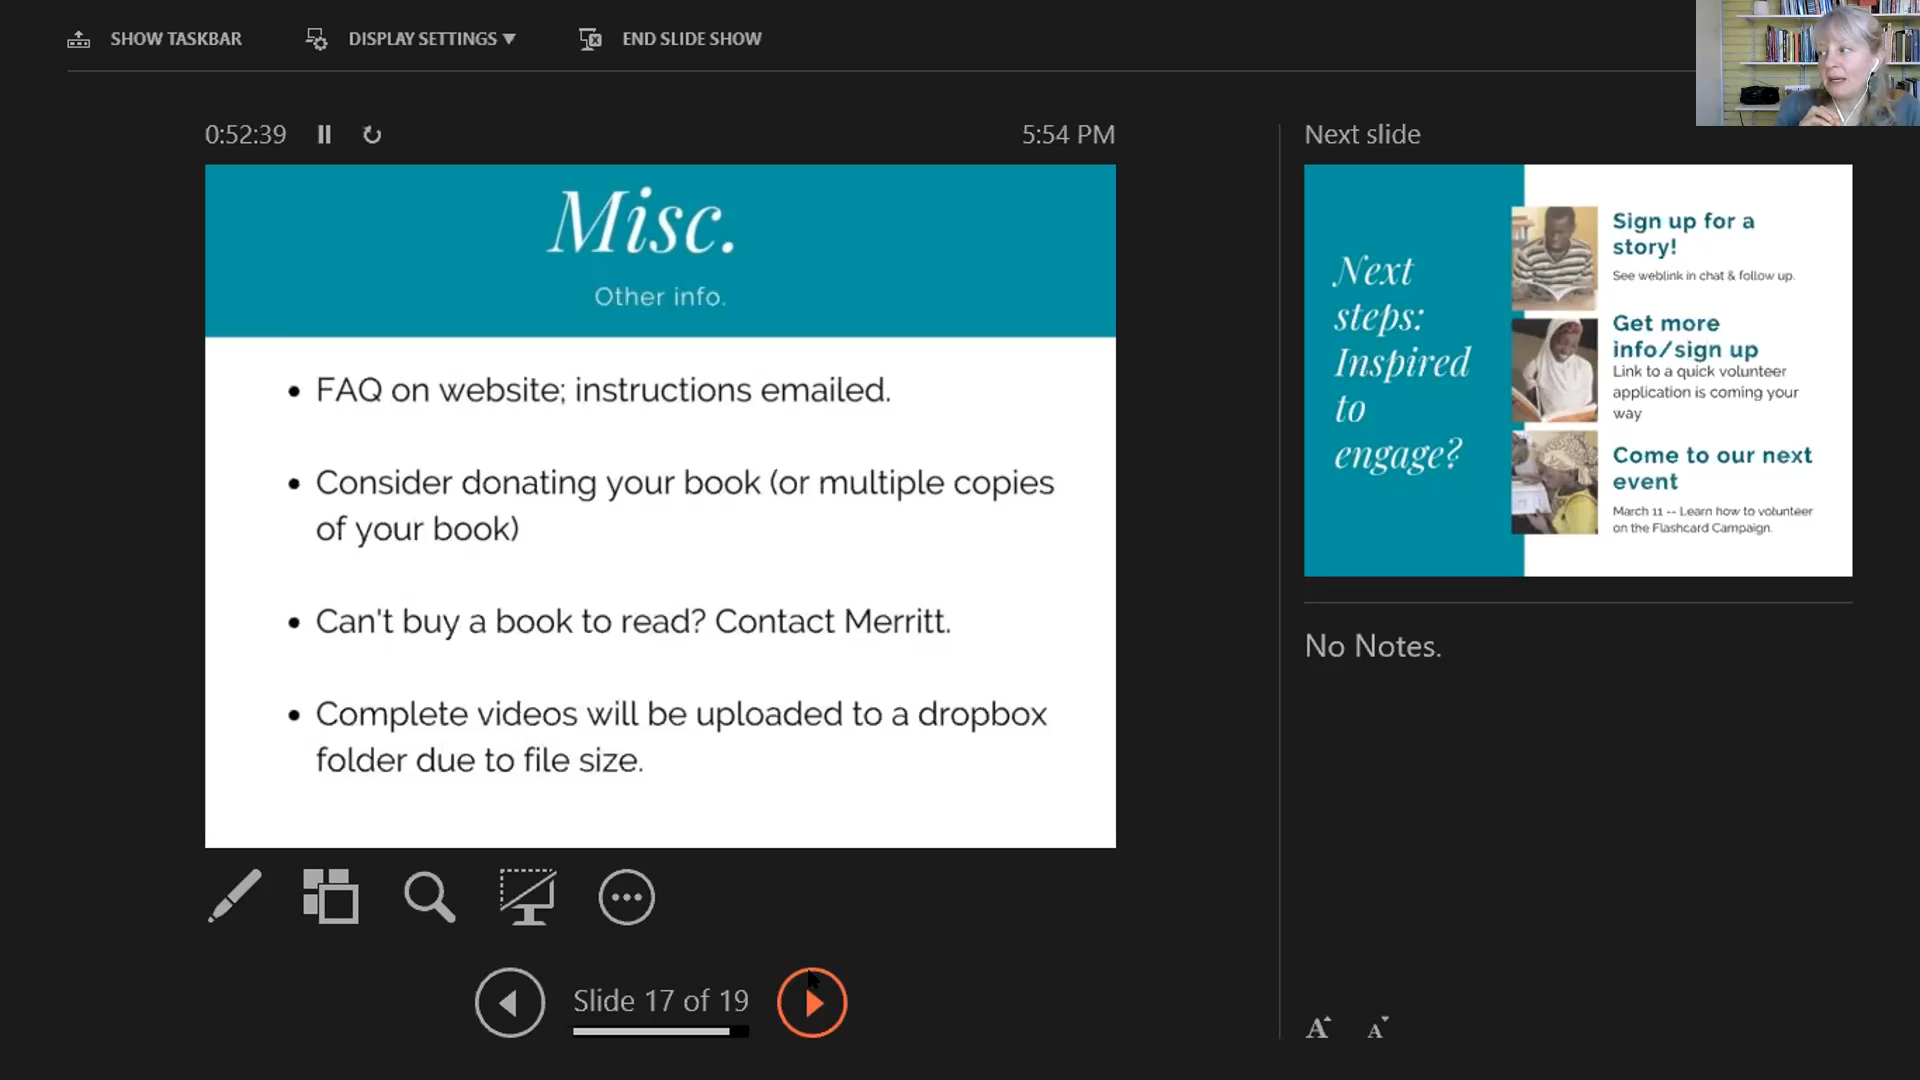 SHOW TASKBAR
DISPLAY SETTINGS
END SLIDE SHOW
0:52:39
5:54 PM
Misc.
Other info.
• FAQ on website; instructions emailed.
• Consider donating your book (or multiple copies
of your book)
• Can't buy a book to read? Contact Merritt.
• Complete videos will be uploaded to a dropbox
folder due to file size.
Slide 17 of 19
Next slide
Next
steps:
Inspired
to
engage?
Sign up for a
story!
See weblink in chat & follow up.
Get more
info/sign up
Link to a quick volunteer
application is coming your
way
Come to our next
event
March 11 -- Learn how to volunteer
on the Flashcard Campaign.
No Notes.
A A